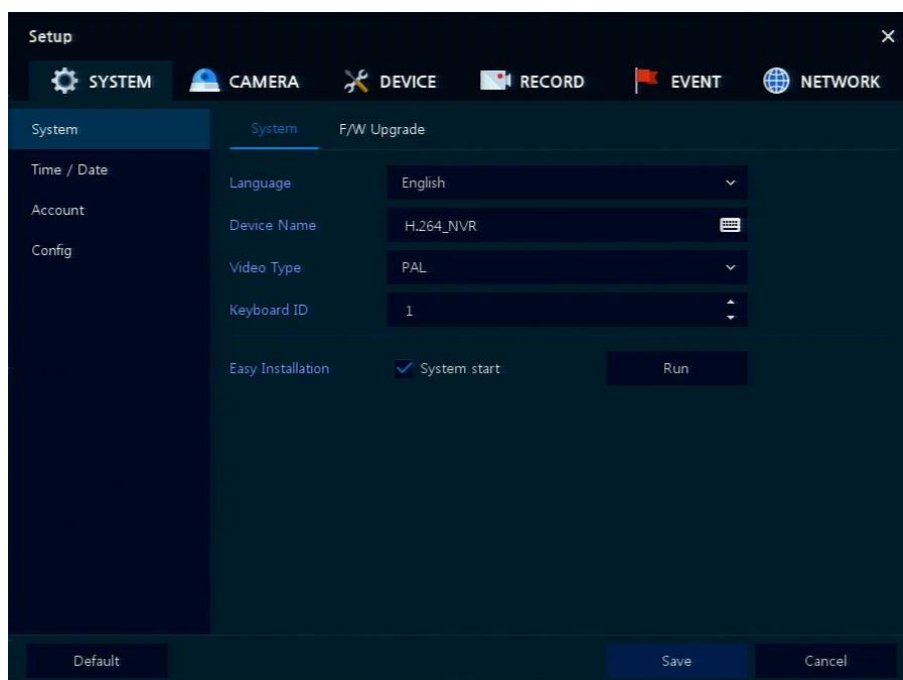 Setup
SYSTEM CAMERA DEVICE RECORD EVENT NETWORK
System
Time / Date
Account
Config
System F/W Upgrade
Language English
Device Name H.264_NVR
Video Type PAL
Keyboard ID 1
Easy Installation System start Run
Default Save Cancel